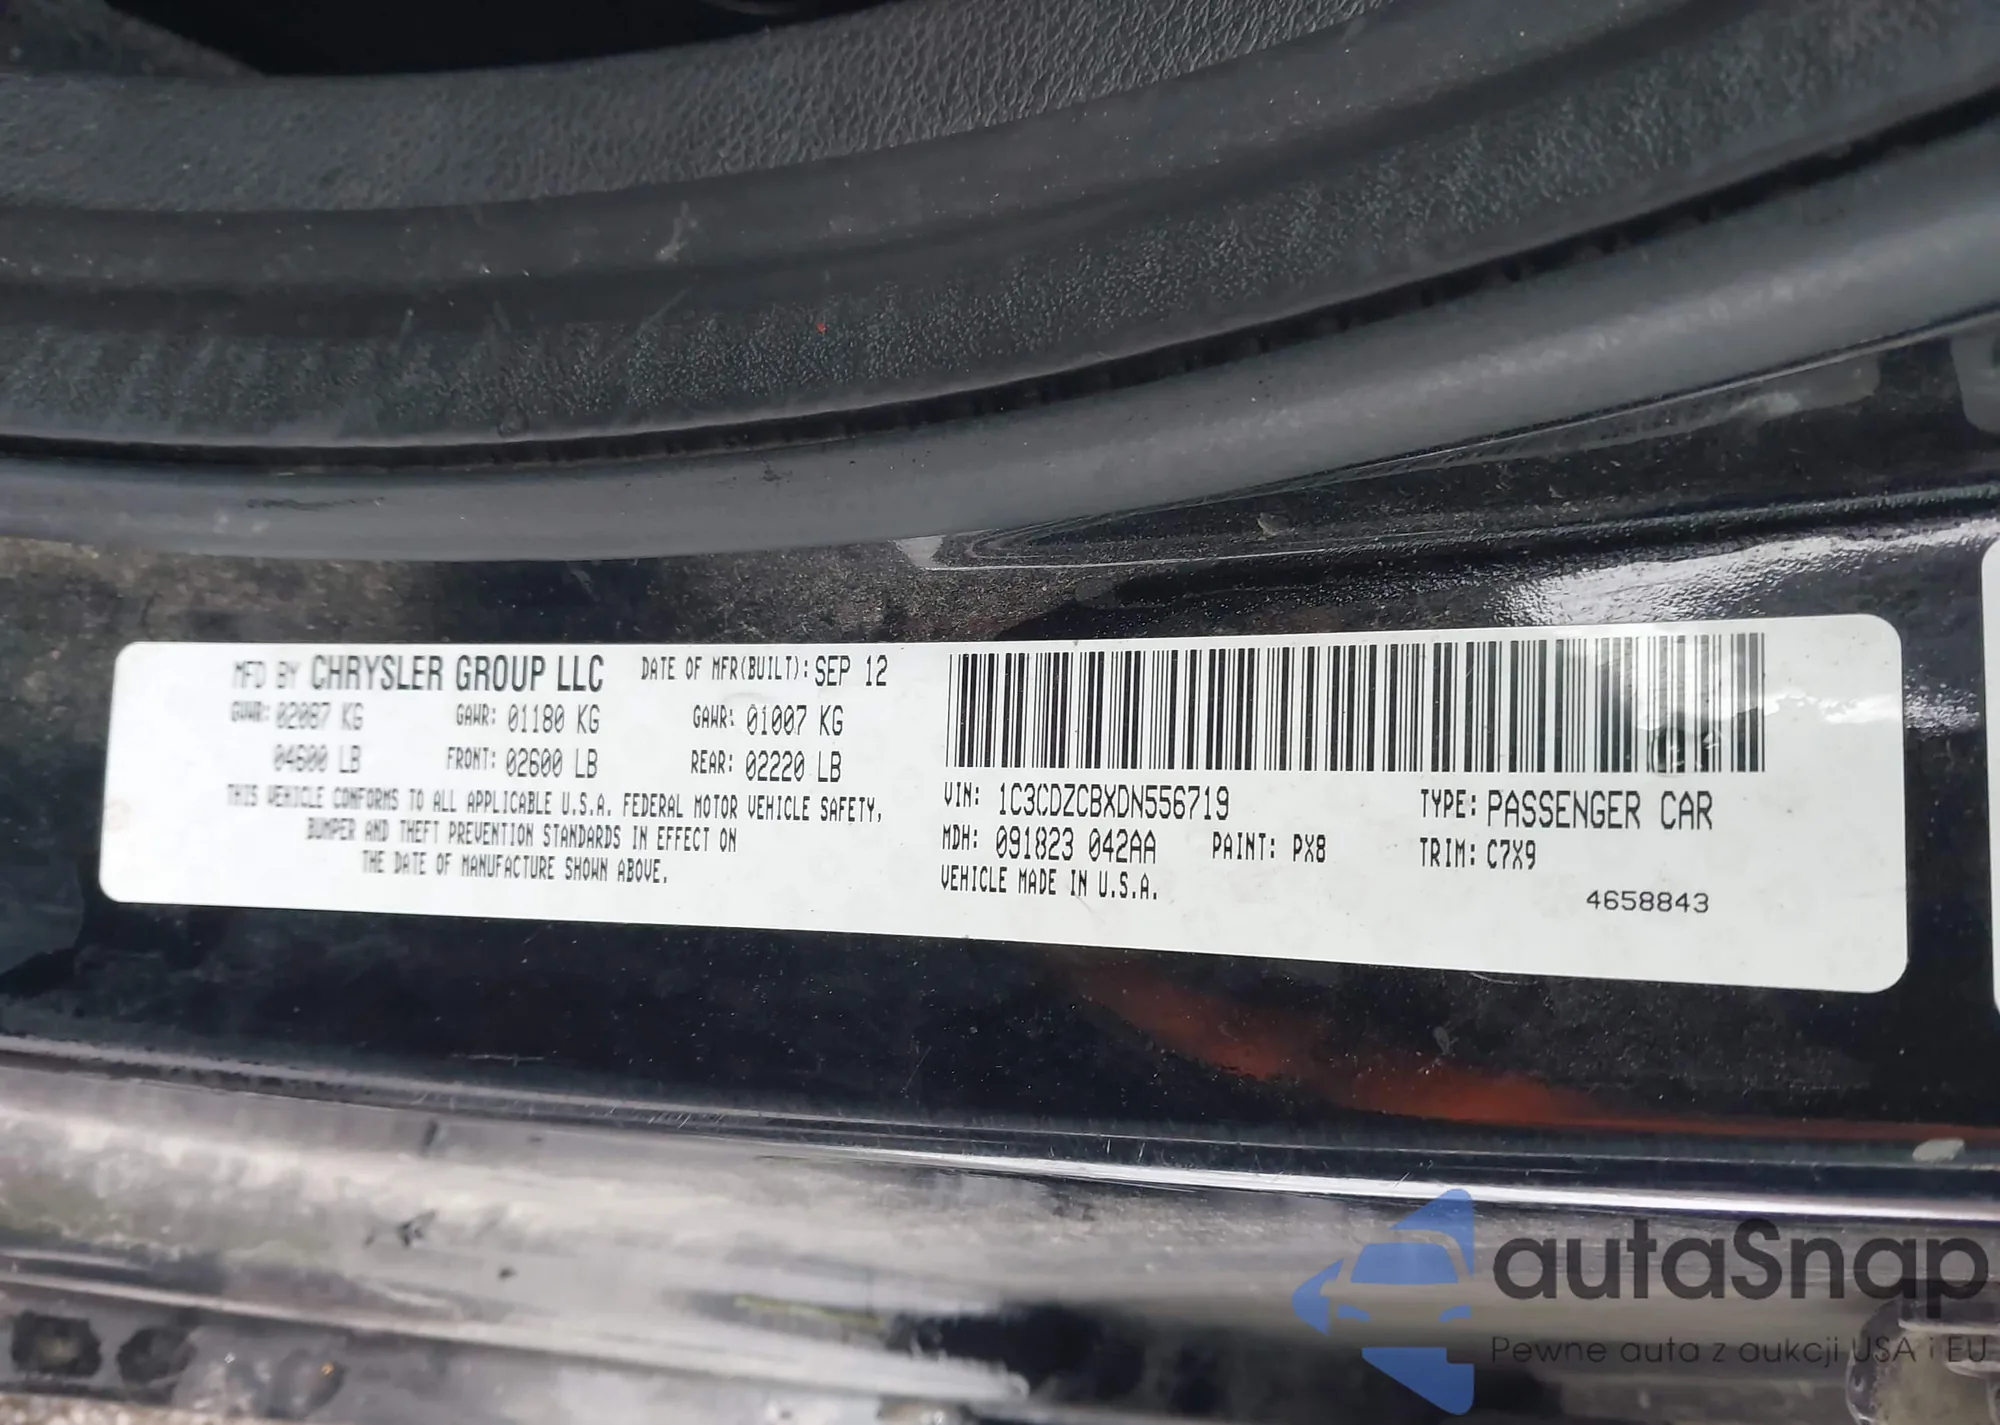 MFD BY CHRYSLER GROUP LLC DATE OF MFR(BUILT): SEP 12
GVWR: 02087 KG GAWR: 01180 KG GAWR: 01007 KG
04600 LB FRONT: 02600 LB REAR: 02220 LB
THIS VEHICLE CONFORMS TO ALL APPLICABLE U.S.A. FEDERAL MOTOR VEHICLE SAFETY,
BUMPER AND THEFT PREVENTION STANDARDS IN EFFECT ON
THE DATE OF MANUFACTURE SHOWN ABOVE.
VIN: 1C3CDZCBXDN556719 TYPE: PASSENGER CAR
MDH: 091823 042AA PAINT: PX8 TRIM: C7X9
VEHICLE MADE IN U.S.A.
4658843
autaSnap
Pewne auta z aukcji USA i EU